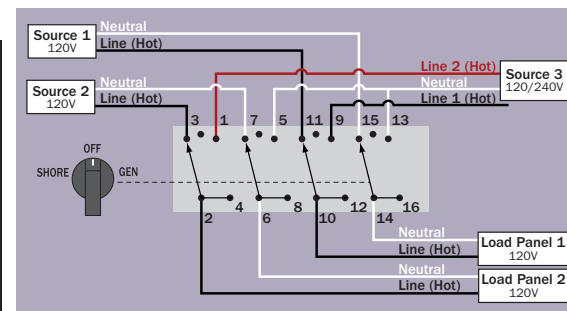 Source 1
120V
Neutral
Line (Hot)
Source 2
120V
Neutral
Line (Hot)
Line 2 (Hot)
Neutral
Line 1 (Hot)
Source 3
120/240V
3 1 7 5 11 9 15 13
OFF
SHORE
GEN
2 4 6 8 10 12 14 16
Neutral
Line (Hot)
Load Panel 1
120V
Neutral
Line (Hot)
Load Panel 2
120V